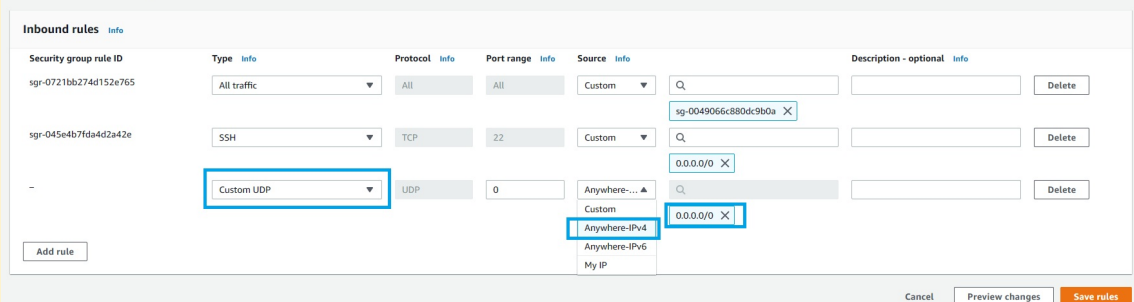 Inbound rules Info
Security group rule ID Type Info Protocol Info Port range Info Source Info Description - optional Info
sgr-0721bb274d152e765 All traffic All All Custom Delete
sg-0049066c880dc9b0a
sgr-045e4b7fda4d2a42e SSH TCP 22 Custom Delete
0.0.0.0/0
– Custom UDP UDP 0 Anywhere-... Delete
Custom 0.0.0.0/0
Anywhere-IPv4
Anywhere-IPv6
Add rule
My IP
Cancel Preview changes Save rules